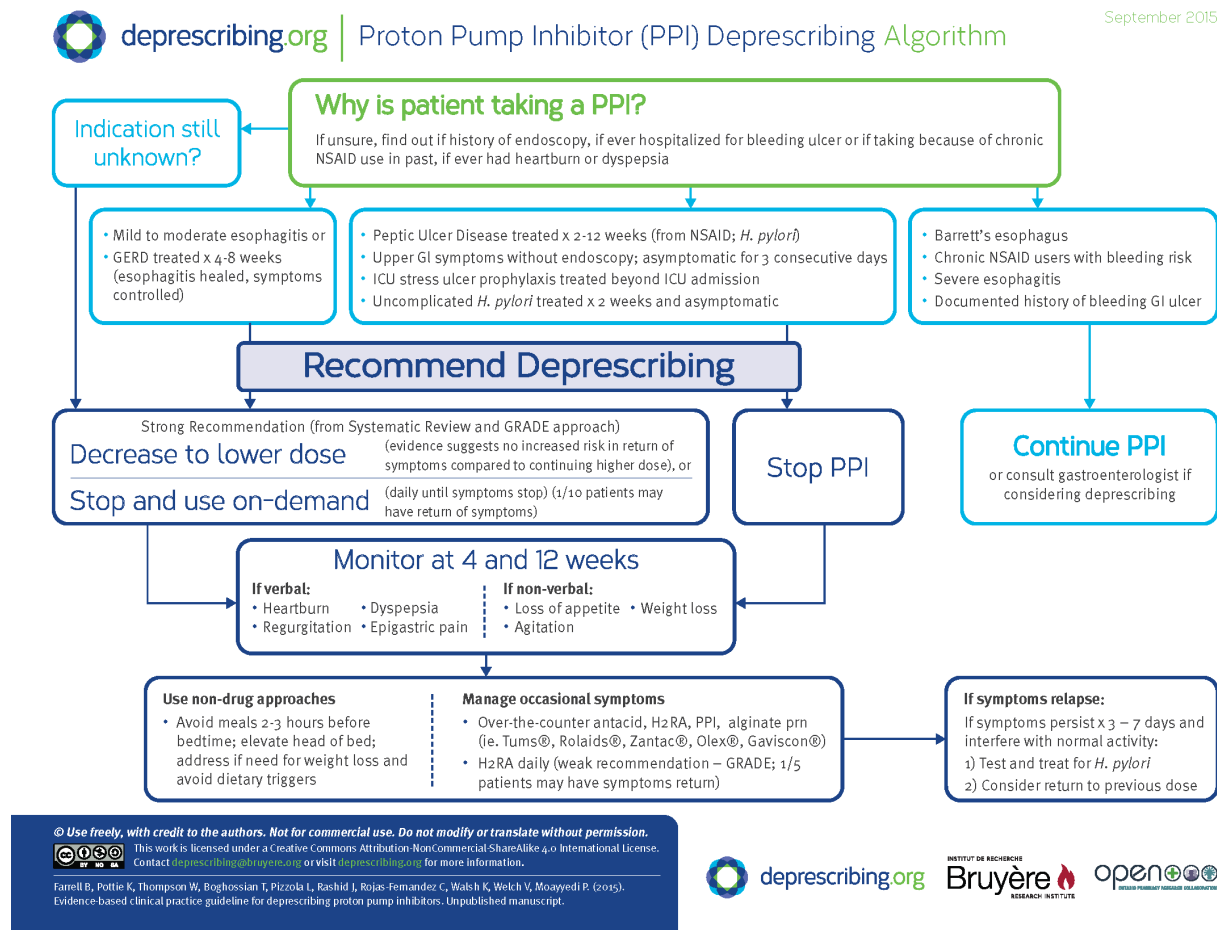 deprescribing.org | Proton Pump Inhibitor (PPI) Deprescribing Algorithm
September 2015
Why is patient taking a PPI?
If unsure, find out if history of endoscopy, if ever hospitalized for bleeding ulcer or if taking because of chronic
NSAID use in past, if ever had heartburn or dyspepsia
Indication still
unknown?
• Mild to moderate esophagitis or
• GERD treated x 4-8 weeks
(esophagitis healed, symptoms
controlled)
• Peptic Ulcer Disease treated x 2-12 weeks (from NSAID; H. pylori)
• Upper GI symptoms without endoscopy; asymptomatic for 3 consecutive days
• ICU stress ulcer prophylaxis treated beyond ICU admission
• Uncomplicated H. pylori treated x 2 weeks and asymptomatic
• Barrett's esophagus
• Chronic NSAID users with bleeding risk
• Severe esophagitis
• Documented history of bleeding GI ulcer
Recommend Deprescribing
Strong Recommendation (from Systematic Review and GRADE approach)
Decrease to lower dose
(evidence suggests no increased risk in return of
symptoms compared to continuing higher dose), or
Stop and use on-demand
(daily until symptoms stop) (1/10 patients may
have return of symptoms)
Stop PPI
Continue PPI
or consult gastroenterologist if
considering deprescribing
Monitor at 4 and 12 weeks
If verbal:
• Heartburn • Dyspepsia
• Regurgitation • Epigastric pain
If non-verbal:
• Loss of appetite • Weight loss
• Agitation
Use non-drug approaches
• Avoid meals 2-3 hours before
bedtime; elevate head of bed;
address if need for weight loss and
avoid dietary triggers
Manage occasional symptoms
• Over-the-counter antacid, H2RA, PPI, alginate prn
(ie. Tums®, Rolaids®, Zantac®, Olex®, Gaviscon®)
• H2RA daily (weak recommendation – GRADE; 1/5
patients may have symptoms return)
If symptoms relapse:
If symptoms persist x 3 – 7 days and
interfere with normal activity:
1) Test and treat for H. pylori
2) Consider return to previous dose
© Use freely, with credit to the authors. Not for commercial use. Do not modify or translate without permission.
cc BY NC SA
This work is licensed under a Creative Commons Attribution-NonCommercial-ShareAlike 4.0 International License.
Contact deprescribing@bruyere.org or visit deprescribing.org for more information.
Farrell B, Pottie K, Thompson W, Boghossian T, Pizzola L, Rashid J, Rojas-Fernandez C, Walsh K, Welch V, Moayyedi P. (2015).
Evidence-based clinical practice guideline for deprescribing proton pump inhibitors. Unpublished manuscript.
deprescribing.org
INSTITUT DE RECHERCHE
Bruyère
RESEARCH INSTITUTE
open
ONTARIO PHARMACY RESEARCH COLLABORATION